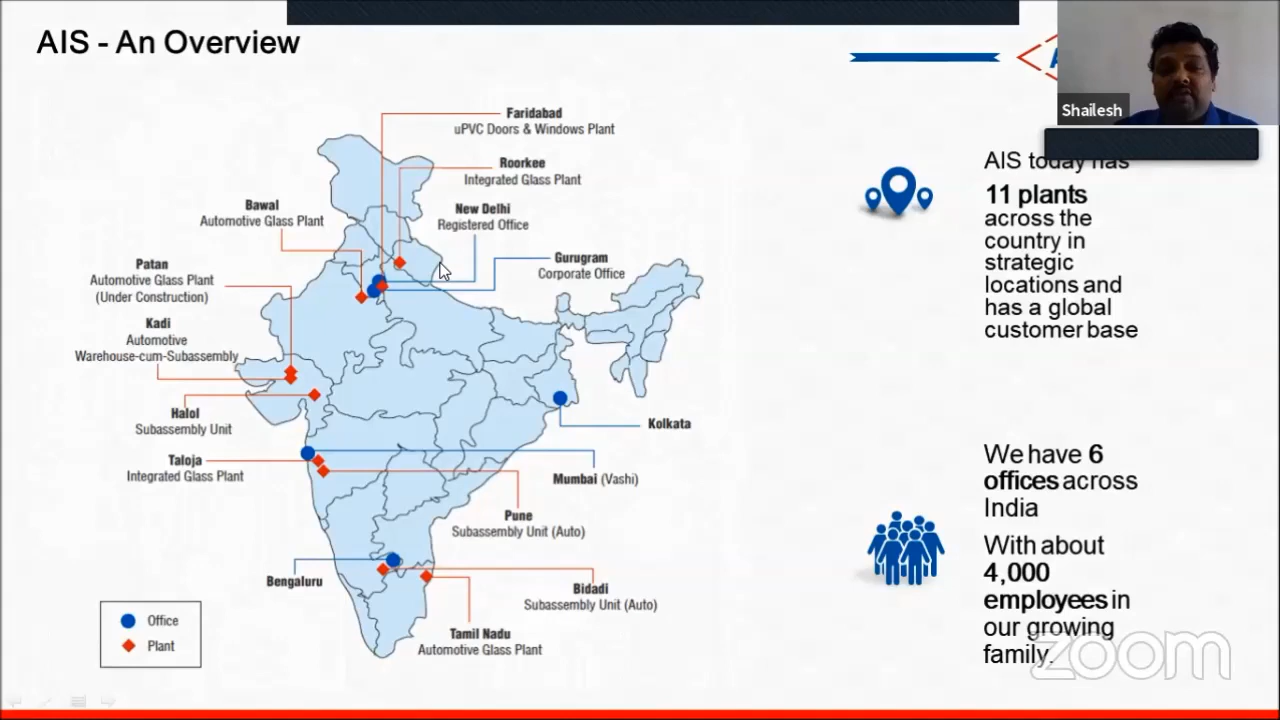 AIS - An Overview
Shailesh
Faridabad
uPVC Doors & Windows Plant
Roorkee
Integrated Glass Plant
Bawal
Automotive Glass Plant
New Delhi
Registered Office
Gurugram
Corporate Office
Patan
Automotive Glass Plant
(Under Construction)
Kadi
Automotive
Warehouse-cum-Subassembly
Halol
Subassembly Unit
Kolkata
Taloja
Integrated Glass Plant
Mumbai (Vashi)
Pune
Subassembly Unit (Auto)
Bengaluru
Bidadi
Subassembly Unit (Auto)
Tamil Nadu
Automotive Glass Plant
Office
Plant
AIS today has
11 plants
across the
country in
strategic
locations and
has a global
customer base
We have 6
offices across
India
With about
4,000
employees in
our growing
family.
zoom